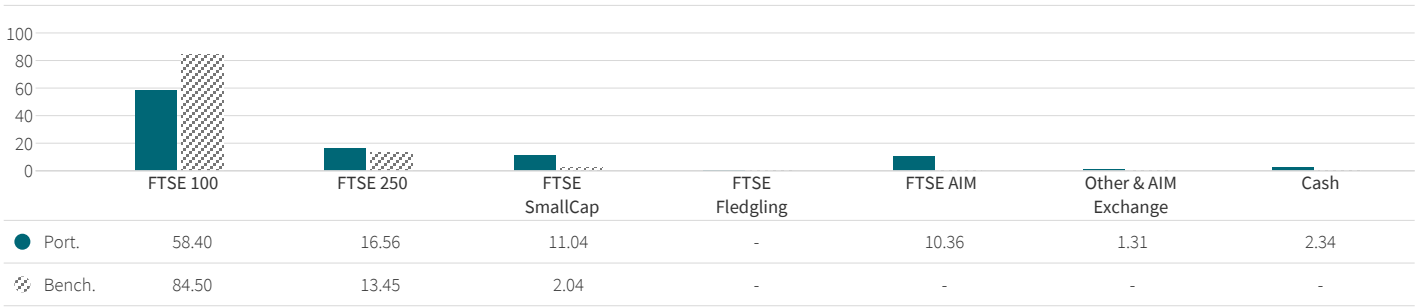 100
80
60
40
20
0
FTSE 100 FTSE 250 FTSE FTSE FTSE AIM Other & AIM Cash
SmallCap Fledgling Exchange
Port. 58.40 16.56 11.04 - 10.36 1.31 2.34
Bench. 84.50 13.45 2.04 - - - -